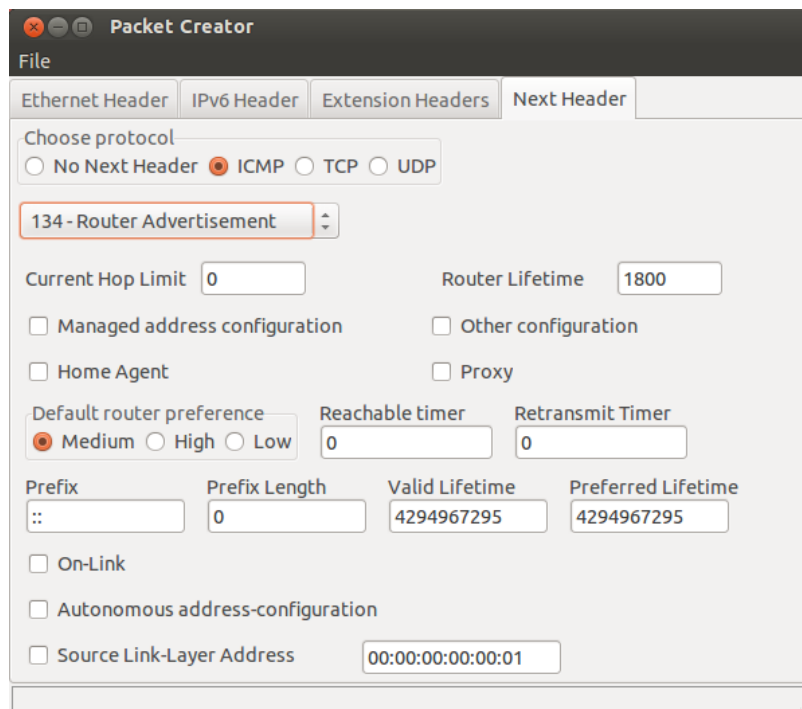 Packet Creator
File
Ethernet Header IPv6 Header Extension Headers Next Header
Choose protocol
No Next Header ICMP TCP UDP
134 - Router Advertisement
Current Hop Limit 0 Router Lifetime 1800
Managed address configuration Other configuration
Home Agent Proxy
Default router preference Reachable timer Retransmit Timer
Medium High Low 0 0
Prefix Prefix Length Valid Lifetime Preferred Lifetime
:: 0 4294967295 4294967295
On-Link
Autonomous address-configuration
Source Link-Layer Address 00:00:00:00:00:01